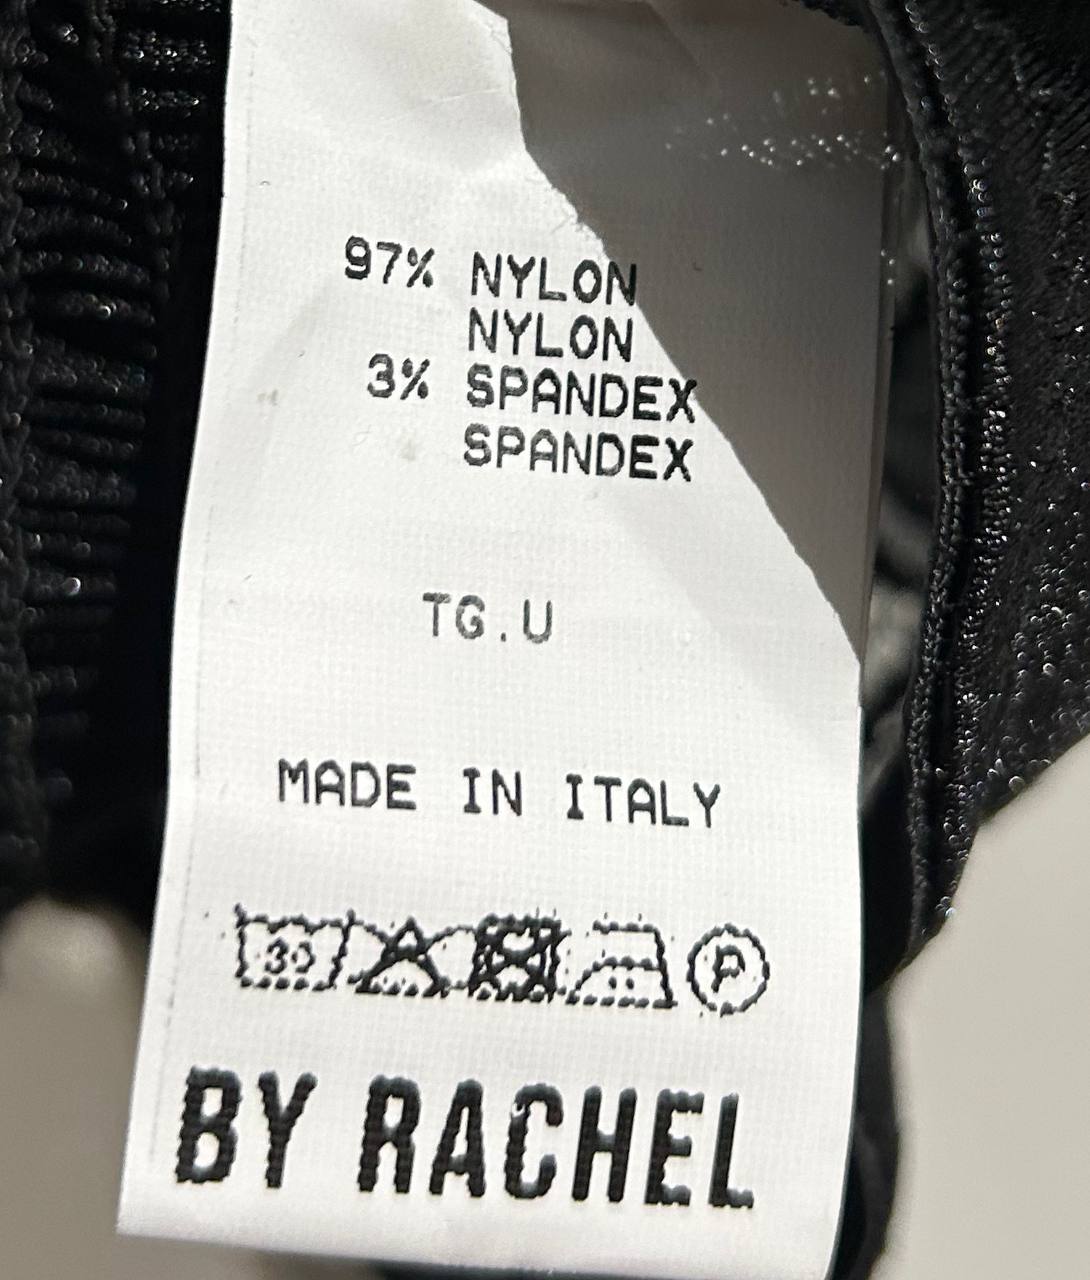 97% NYLON
NYLON
3% SPANDEX
SPANDEX
TG.U
MADE IN ITALY
30 P
BY RACHEL